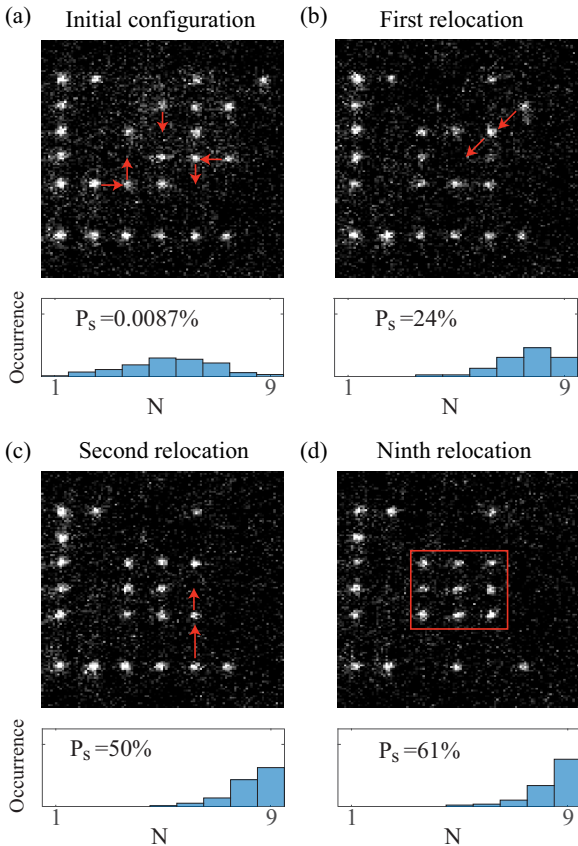 (a) Initial configuration
Occurrence
P_s=0.0087%
1 9
N
(b) First relocation
P_s=24%
1 9
N
(c) Second relocation
Occurrence
P_s=50%
1 9
N
(d) Ninth relocation
P_s=61%
1 9
N